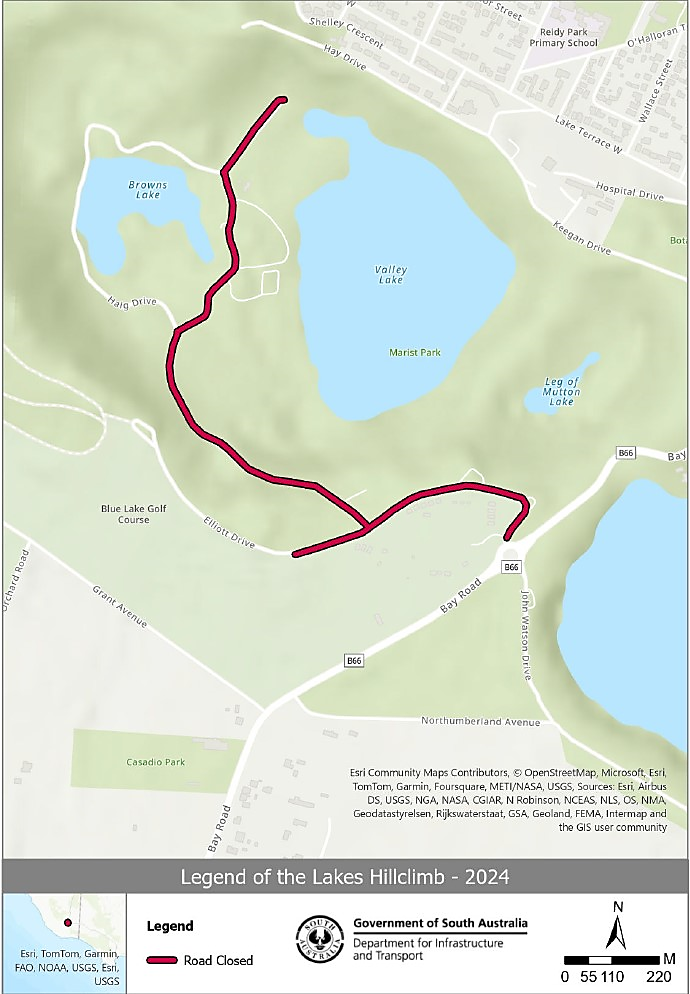 or Street
W
Shelley Crescent
Reidy Park
Primary School
O'Halloran T
Hay Drive
Wallace Street
Lake Terrace W
Hospital Drive
Browns
Lake
Keegan Drive
Bota
Valley
Lake
Haig Drive
Marist Park
Leg of
Mutton
Lake
B66
Bay
Blue Lake Golf
Course
Elliott Drive
Orchard Road
B66
Grant Avenue
Bay Road
John Watson Drive
B66
Northumberland Avenue
Casadio Park
Bay Road
Esri Community Maps Contributors, © OpenStreetMap, Microsoft, Esri,
TomTom, Garmin, Foursquare, METI/NASA, USGS, Sources: Esri, Airbus
DS, USGS, NGA, NASA, CGIAR, N Robinson, NCEAS, NLS, OS, NMA,
Geodatastyrelsen, Rijkswaterstaat, GSA, Geoland, FEMA, Intermap and
the GIS user community
Legend of the Lakes Hillclimb - 2024
Esri, TomTom, Garmin,
FAO, NOAA, USGS, Esri,
USGS
Legend
Road Closed
SOUTH
AUSTRALIA
Government of South Australia
Department for Infrastructure
and Transport
N
M
0 55 110 220